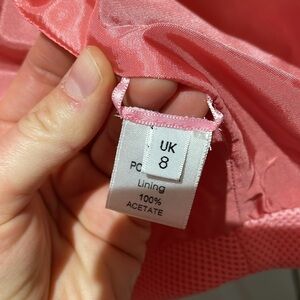 UK
8
PO
Lining
100%
ACETATE